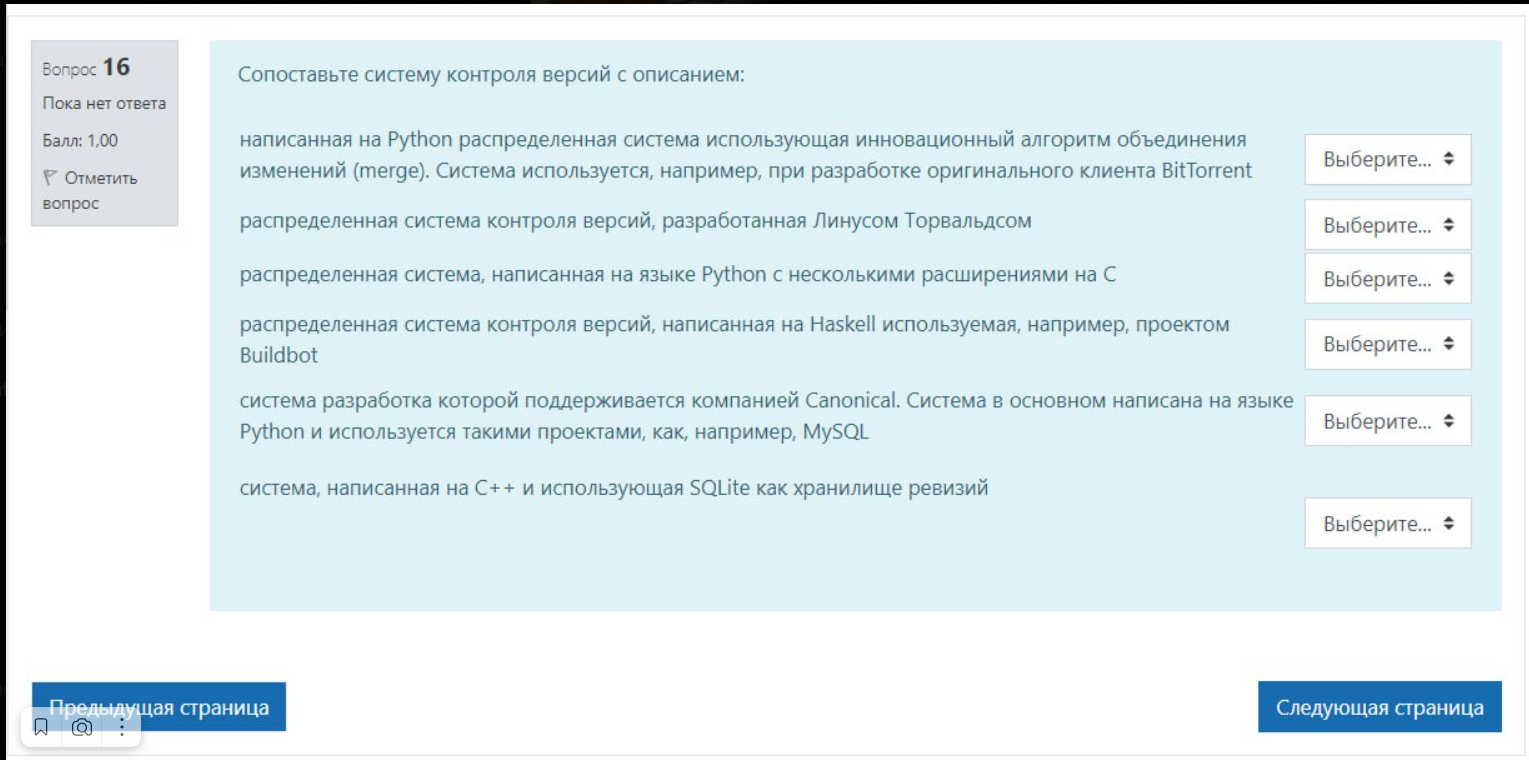 Вопрос 16
Пока нет ответа
Балл: 1,00
Отметить
вопрос
Сопоставьте систему контроля версий с описанием:
написанная на Python распределенная система использующая инновационный алгоритм объединения
изменений (merge). Система используется, например, при разработке оригинального клиента BitTorrent
Выберите...
распределенная система контроля версий, разработанная Линусом Торвальдсом
Выберите...
распределенная система, написанная на языке Python с несколькими расширениями на C
Выберите...
распределенная система контроля версий, написанная на Haskell используемая, например, проектом
Buildbot
Выберите...
система разработка которой поддерживается компанией Canonical. Система в основном написана на языке
Python и используется такими проектами, как, например, MySQL
Выберите...
система, написанная на C++ и использующая SQLite как хранилище ревизий
Выберите...
Предыдущая страница
Следующая страница